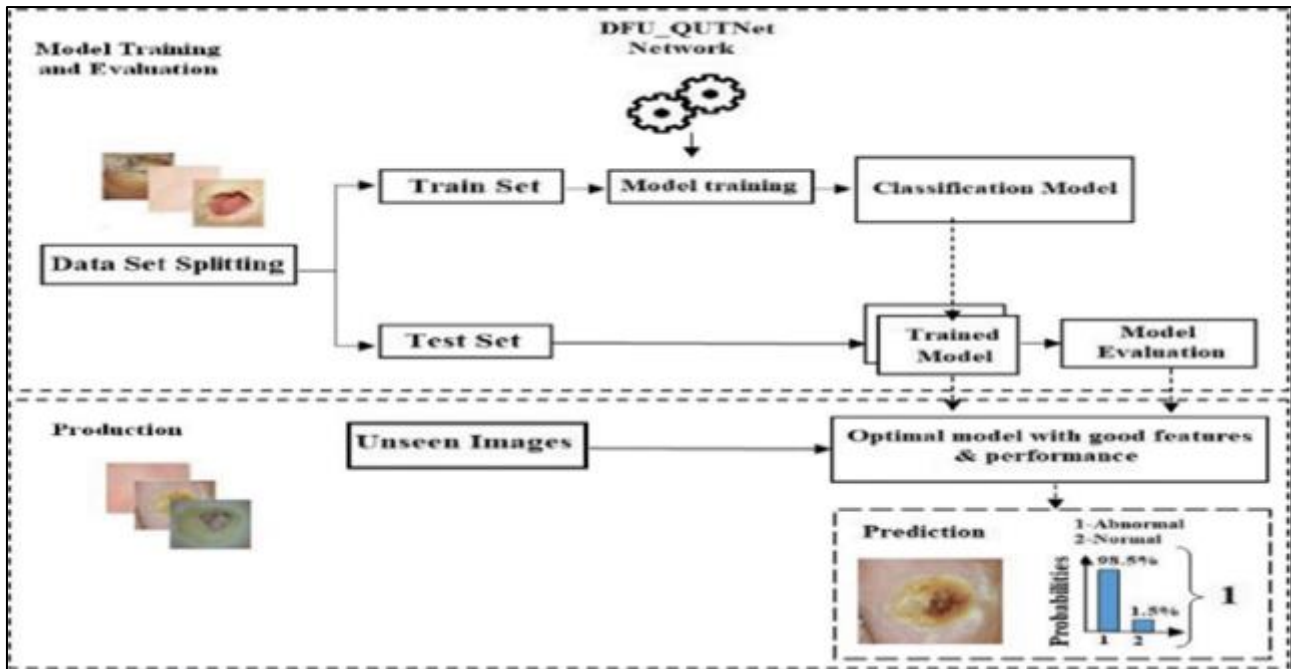 DFU_QUTNet
Network
Model Training
and Evaluation
Train Set
Model training
Classification Model
Data Set Splitting
Test Set
Trained
Model
Model
Evaluation
Production
Unseen Images
Optimal model with good features
& performance
Prediction
1-Abnormal
2-Normal
98.5%
1.5%
Probabilities
1 2
1